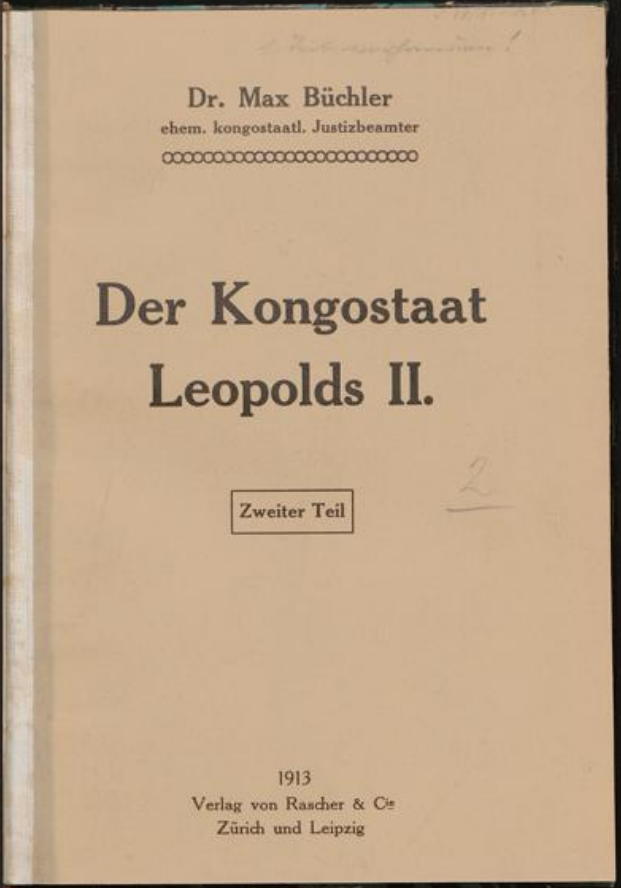 Dr. Max Büchler
ehem. kongostaatl. Justizbeamter
Der Kongostaat
Leopolds II.
2
Zweiter Teil
1913
Verlag von Rascher & Cie
Zürich und Leipzig